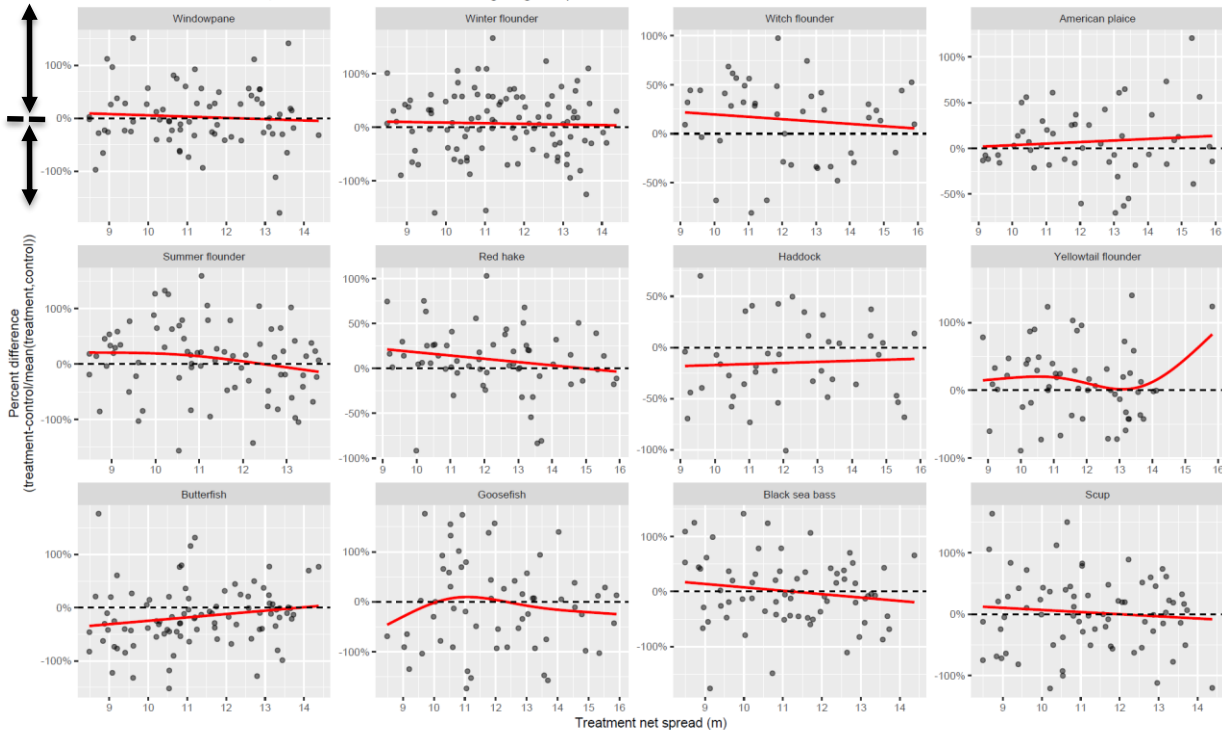 Percent difference
(treatment-control/mean(treatment,control))
Windowpane
100%
0%
-100%
9 10 11 12 13 14
Winter flounder
100%
0%
-100%
9 10 11 12 13 14
Witch flounder
100%
50%
0%
-50%
9 10 11 12 13 14 15 16
American plaice
100%
50%
0%
-50%
9 10 11 12 13 14 15 16
Summer flounder
100%
0%
-100%
9 10 11 12 13
Red hake
100%
50%
0%
-50%
-100%
9 10 11 12 13 14 15 16
Haddock
50%
0%
-50%
-100%
9 10 11 12 13 14 15 16
Yellowtail flounder
100%
0%
-100%
9 10 11 12 13 14 15 16
Butterfish
100%
0%
-100%
9 10 11 12 13 14
Goosefish
100%
0%
-100%
9 10 11 12 13 14 15 16
Black sea bass
100%
0%
-100%
9 10 11 12 13 14
Scup
100%
0%
-100%
9 10 11 12 13 14
Treatment net spread (m)